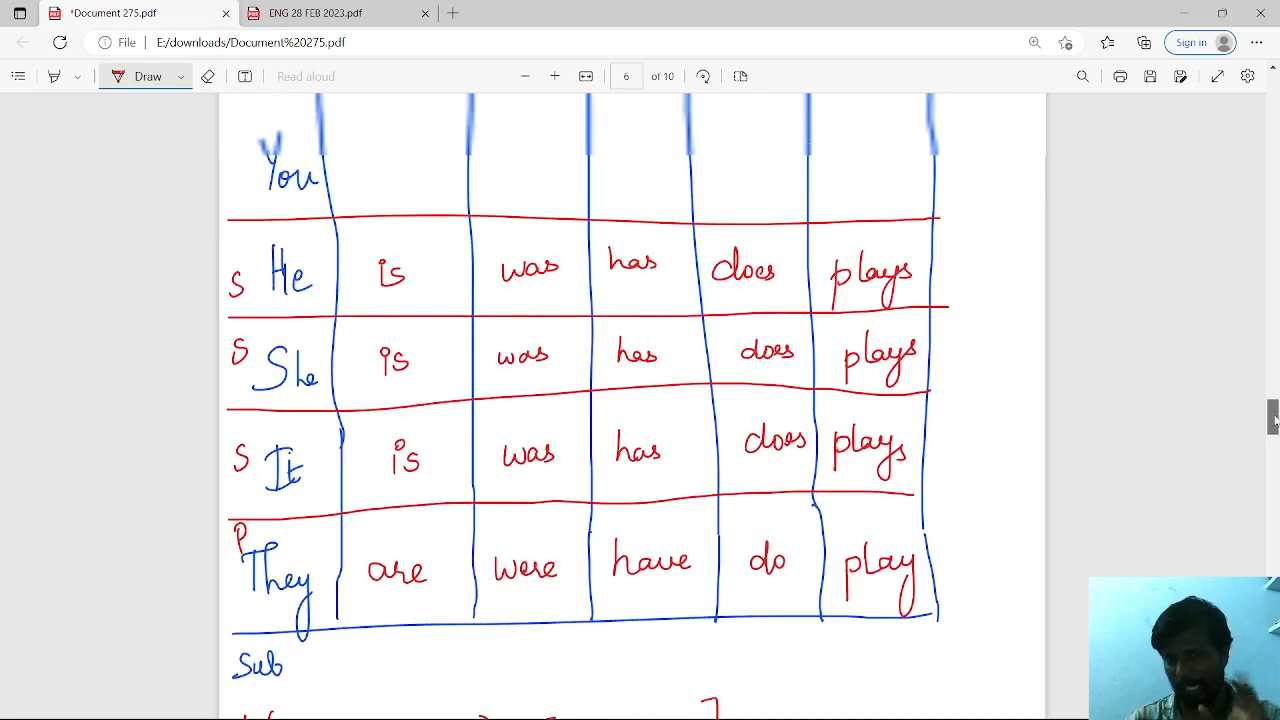 *Document 275.pdf
ENG 28 FEB 2023.pdf
File E:/downloads/Document%20275.pdf
Sign in
Draw
Read aloud
6 of 10
You
S He is was has does plays
S She is was has does plays
S It is was has does plays
P They are were have do play
Sub